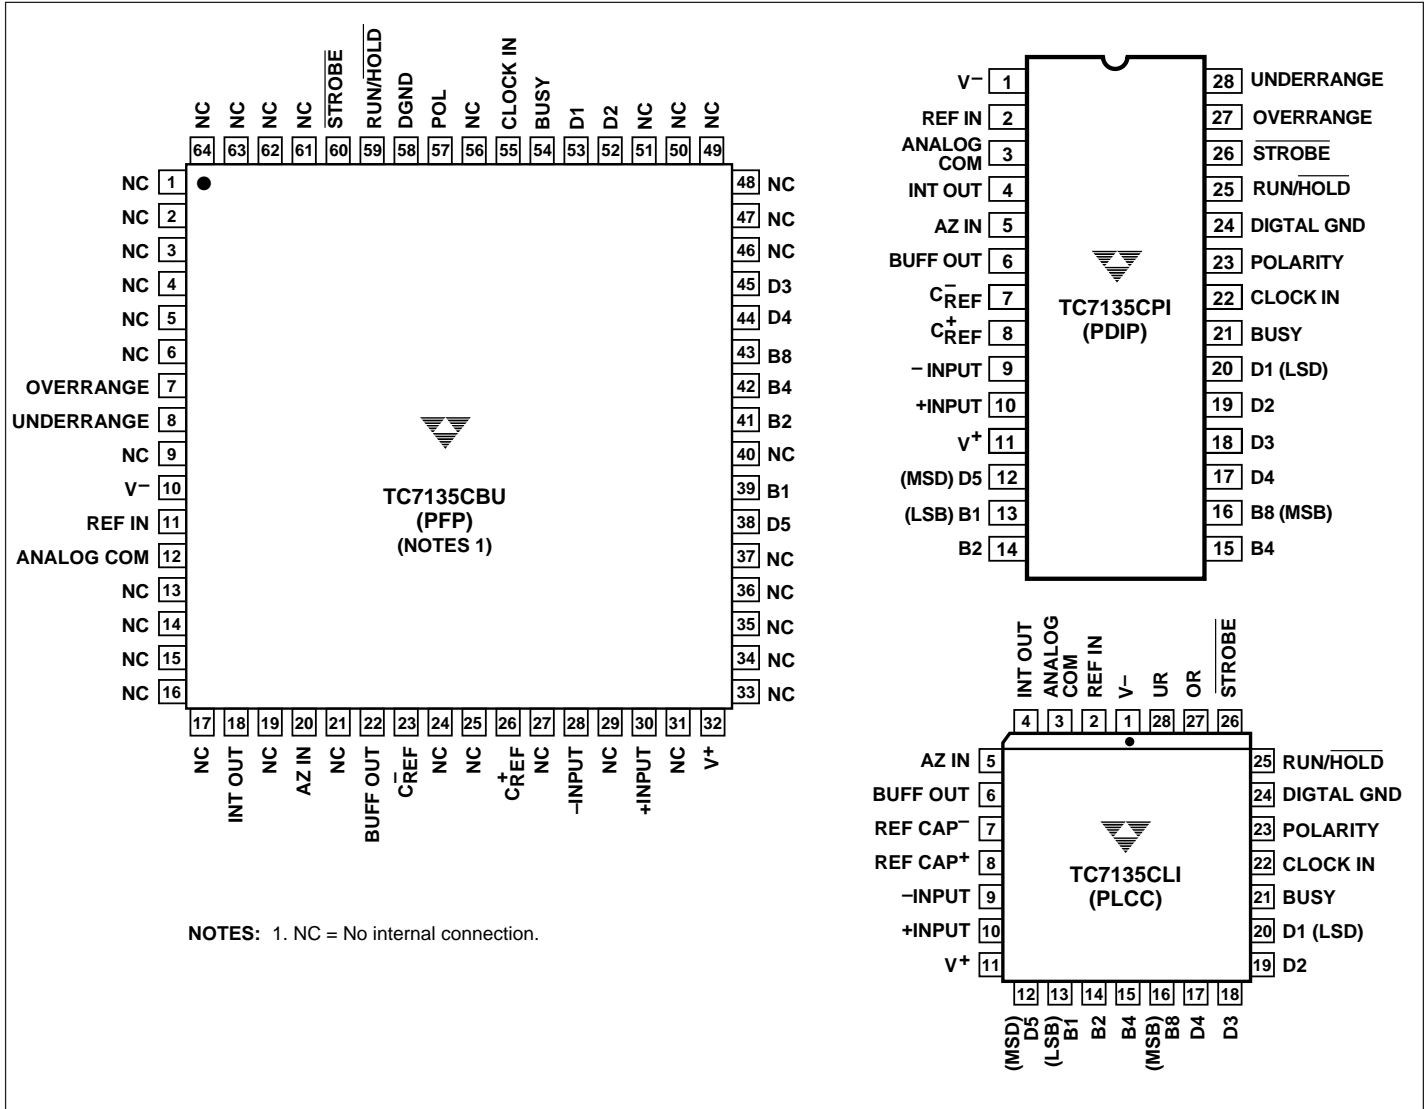 NC
NC
NC
NC
STROBE
RUN/HOLD
DGND
POL
NC
CLOCK IN
BUSY
D1
D2
NC
NC
NC
64 63 62 61 60 59 58 57 56 55 54 53 52 51 50 49
NC 1
NC 2
NC 3
NC 4
NC 5
NC 6
OVERRANGE 7
UNDERRANGE 8
NC 9
V– 10
REF IN 11
ANALOG COM 12
NC 13
NC 14
NC 15
NC 16
48 NC
47 NC
46 NC
45 D3
44 D4
43 B8
42 B4
41 B2
40 NC
39 B1
38 D5
37 NC
36 NC
35 NC
34 NC
33 NC
TC7135CBU
(PFP)
(NOTES 1)
17 18 19 20 21 22 23 24 25 26 27 28 29 30 31 32
NC
INT OUT
NC
AZ IN
NC
BUFF OUT
C–REF
NC
NC
C+REF
NC
–INPUT
NC
+INPUT
NC
V+
NOTES: 1. NC = No internal connection.
V– 1
REF IN 2
ANALOG
COM 3
INT OUT 4
AZ IN 5
BUFF OUT 6
C–REF 7
C+REF 8
– INPUT 9
+INPUT 10
V+ 11
(MSD) D5 12
(LSB) B1 13
B2 14
28 UNDERRANGE
27 OVERRANGE
26 STROBE
25 RUN/HOLD
24 DIGTAL GND
23 POLARITY
22 CLOCK IN
21 BUSY
20 D1 (LSD)
19 D2
18 D3
17 D4
16 B8 (MSB)
15 B4
TC7135CPI
(PDIP)
INT OUT
ANALOG
COM
REF IN
V–
UR
OR
STROBE
4 3 2 1 28 27 26
AZ IN 5
BUFF OUT 6
REF CAP– 7
REF CAP+ 8
–INPUT 9
+INPUT 10
V+ 11
25 RUN/HOLD
24 DIGTAL GND
23 POLARITY
22 CLOCK IN
21 BUSY
20 D1 (LSD)
19 D2
TC7135CLI
(PLCC)
12 13 14 15 16 17 18
(MSD)
D5
(LSB)
B1
B2
B4
(MSB)
B8
D4
D3